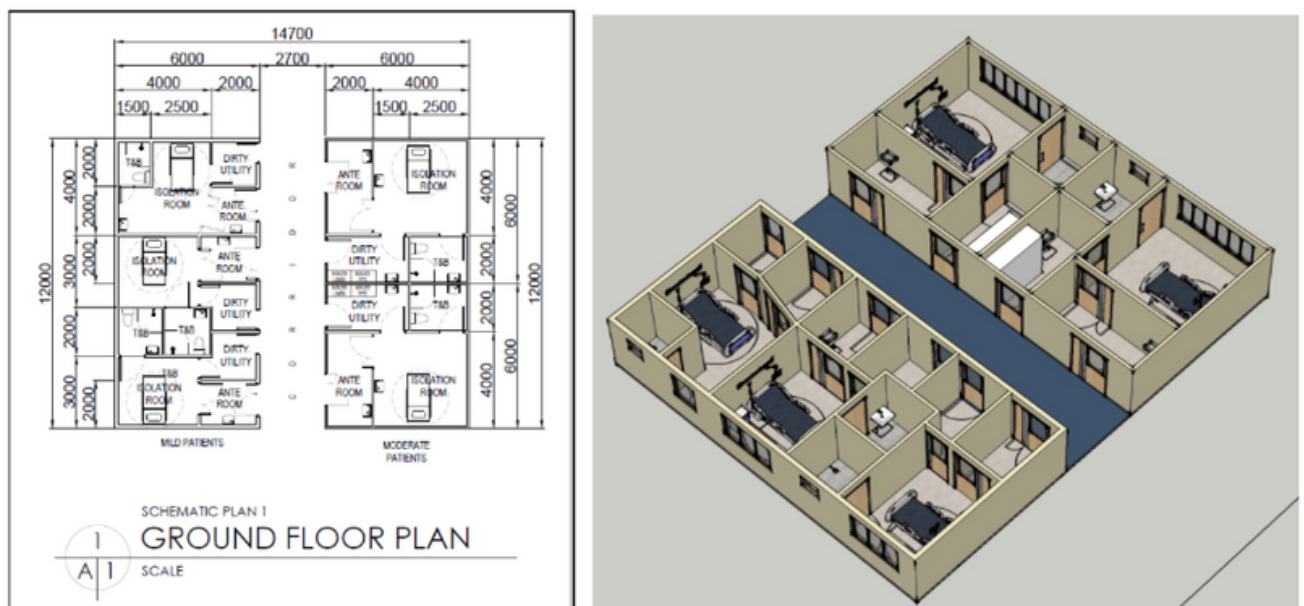 14700
6000 2700 6000
4000 2000 2000 4000
1500 2500 1500 2500
T&B
DIRTY
UTILITY
ISOLATION
ROOM
ANTE
ROOM
ANTE
ROOM
ISOLATION
ROOM
12000
4000
2000
2000
4000
6000
12000
ISOLATION
ROOM
ANTE
ROOM
DIRTY
UTILITY
T&B
3000
2000
2000
CORRIDOR
DIRTY
UTILITY
DIRTY
UTILITY
T&B
2000
6000
T&B
T&B
DIRTY
UTILITY
T&B
ISOLATION
ROOM
ANTE
ROOM
3000
2000
ANTE
ROOM
ISOLATION
ROOM
4000
2000
MILD PATIENTS
MODERATE
PATIENTS
SCHEMATIC PLAN 1
1
GROUND FLOOR PLAN
A 1
SCALE